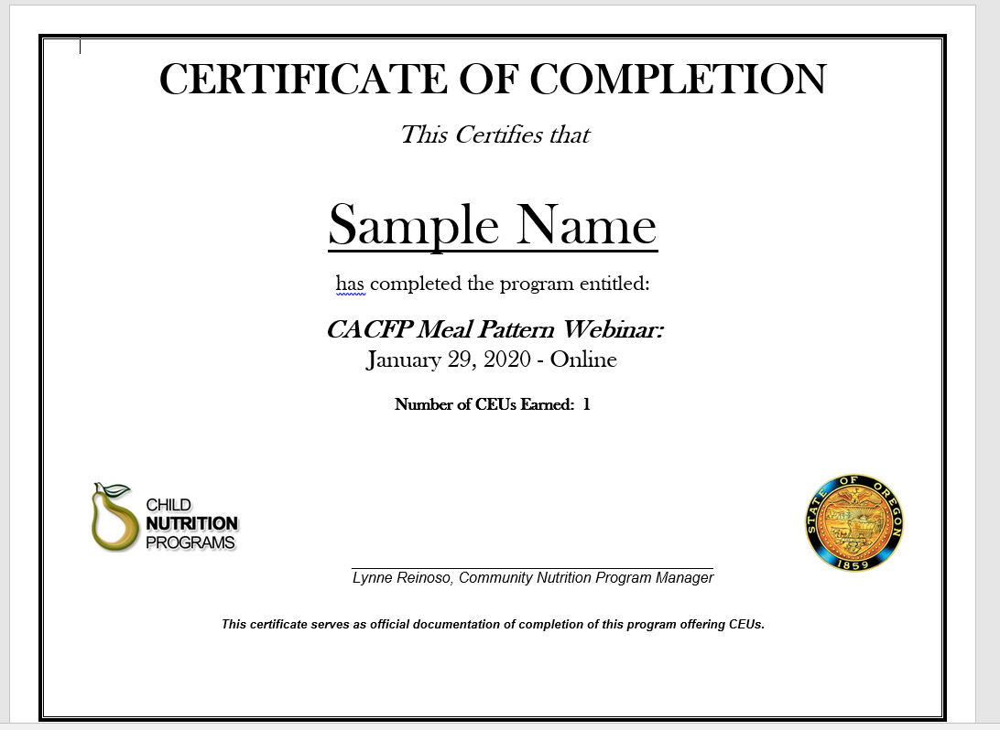 CERTIFICATE OF COMPLETION
This Certifies that
Sample Name
has completed the program entitled:
CACFP Meal Pattern Webinar:
January 29, 2020 - Online
Number of CEUs Earned:  1
CHILD
NUTRITION
PROGRAMS
STATE OF OREGON
1859
Lynne Reinoso, Community Nutrition Program Manager
This certificate serves as official documentation of completion of this program offering CEUs.